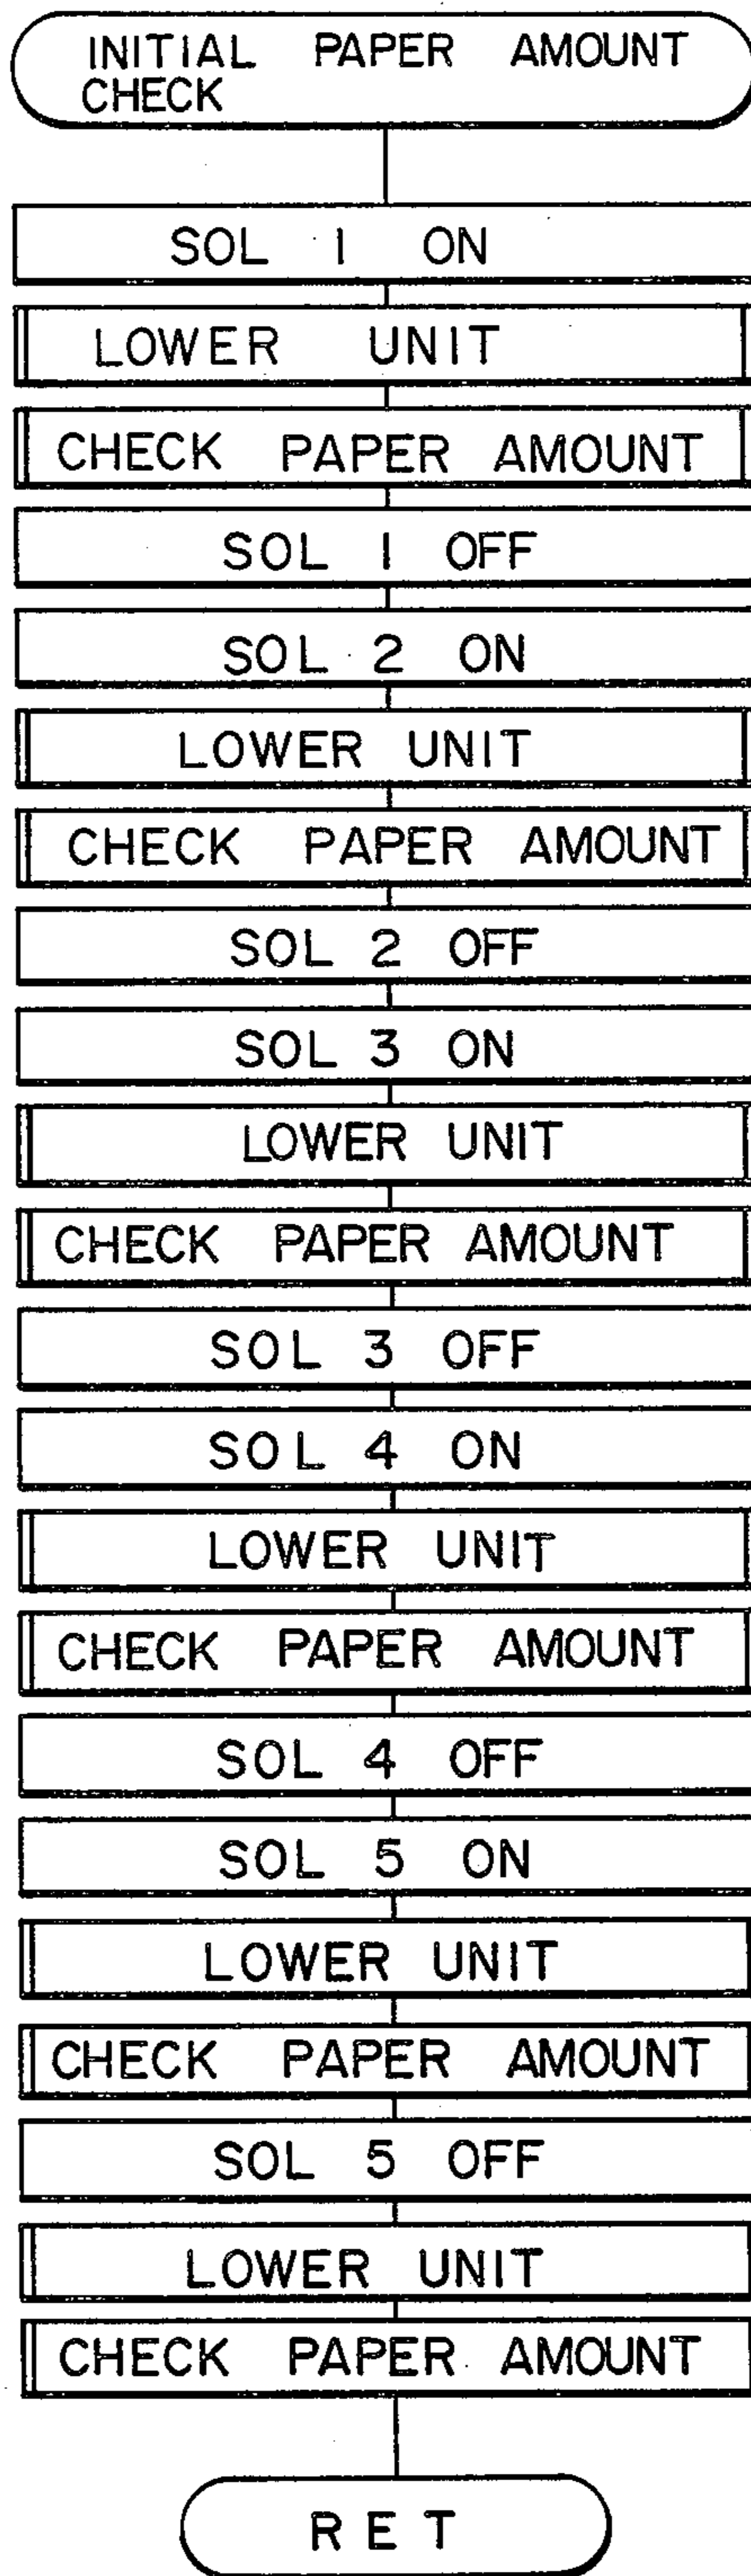 INITIAL PAPER AMOUNT
CHECK
SOL 1 ON
LOWER UNIT
CHECK PAPER AMOUNT
SOL 1 OFF
SOL 2 ON
LOWER UNIT
CHECK PAPER AMOUNT
SOL 2 OFF
SOL 3 ON
LOWER UNIT
CHECK PAPER AMOUNT
SOL 3 OFF
SOL 4 ON
LOWER UNIT
CHECK PAPER AMOUNT
SOL 4 OFF
SOL 5 ON
LOWER UNIT
CHECK PAPER AMOUNT
SOL 5 OFF
LOWER UNIT
CHECK PAPER AMOUNT
RET